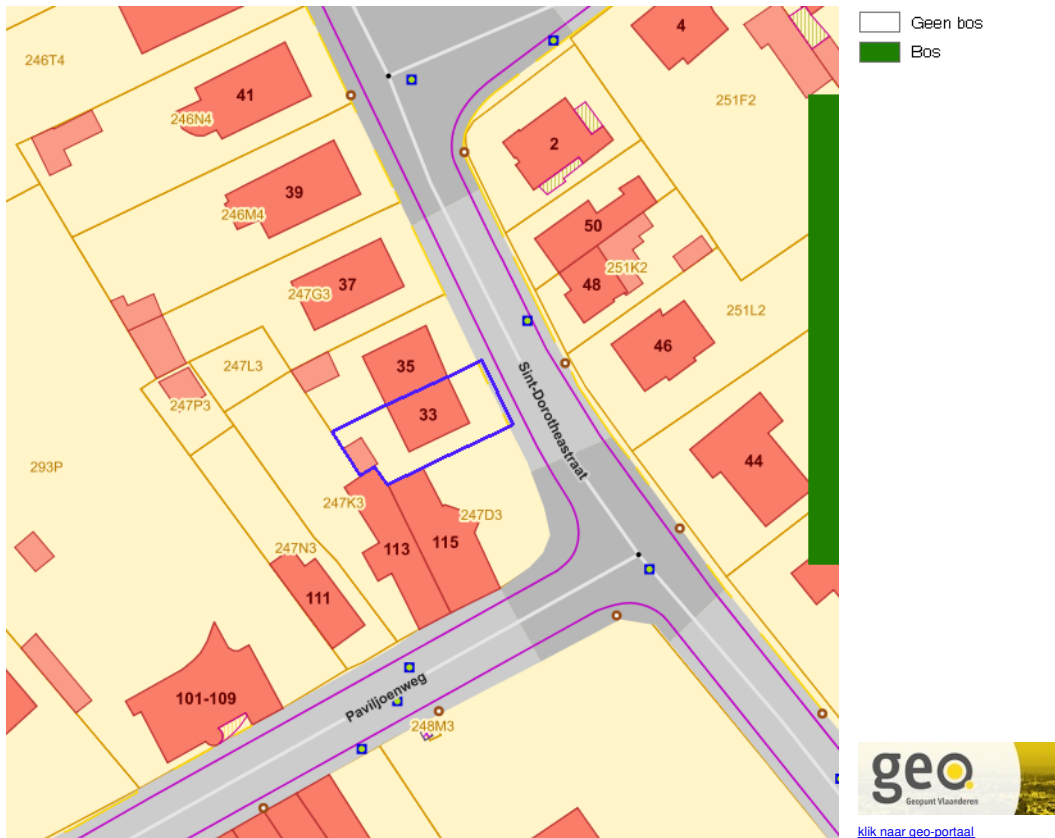 Geen bos
Bos
4
246T4
41
251F2
246N4
2
39
246M4
50
251K2
37
48
247G3
251L2
46
35
247L3
Sint-Dorotheastraat
247P3
33
44
293P
247K3
247D3
113
115
247N3
111
101-109
Paviljoenweg
248M3
geo
Geopunt Vlaanderen
klik naar geo-portaal